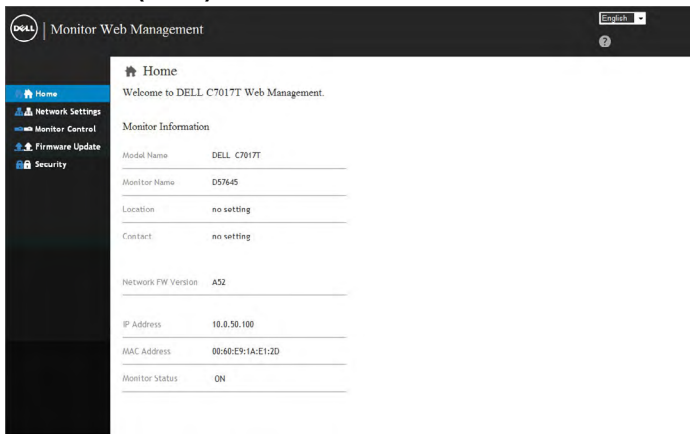 DELL | Monitor Web Management
English
?
Home
Network Settings
Monitor Control
Firmware Update
Security
Home
Welcome to DELL C7017T Web Management.
Monitor Information
Model Name DELL C7017T
Monitor Name D57645
Location no setting
Contact no setting
Network FW Version A52
IP Address 10.0.50.100
MAC Address 00:60:E9:1A:E1:2D
Monitor Status ON